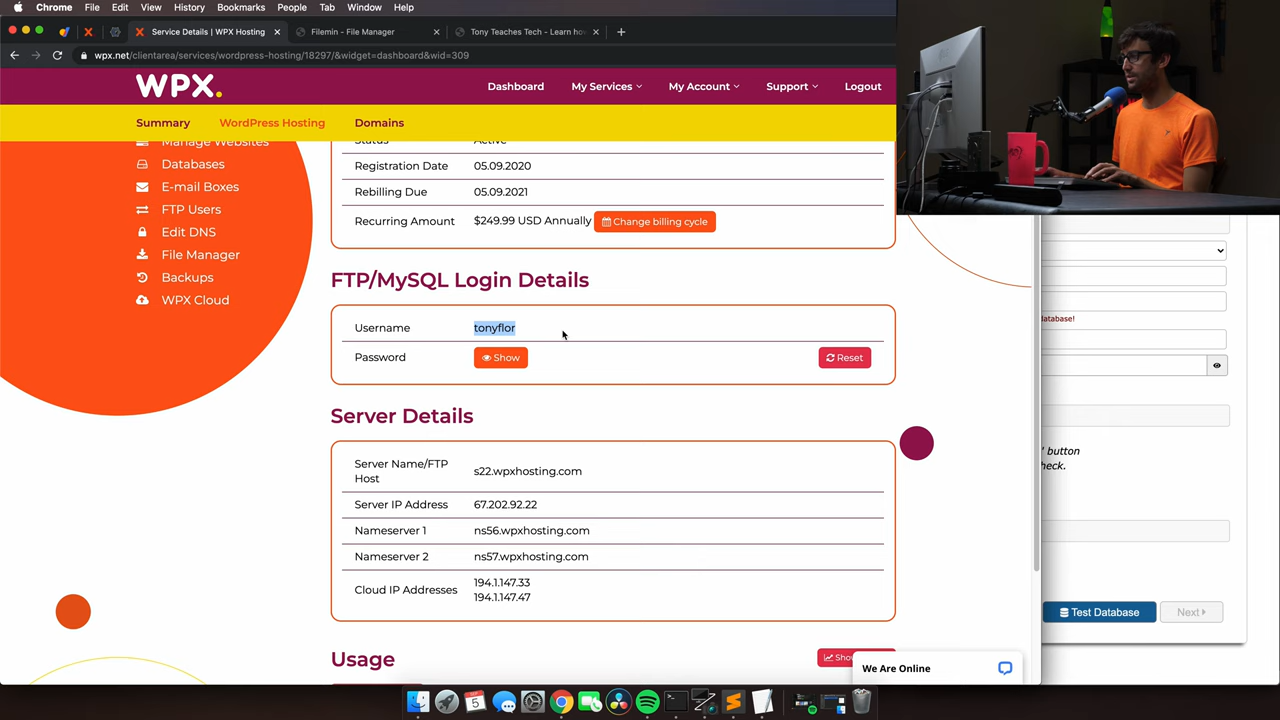 Chrome File Edit View History Bookmarks People Tab Window Help
Service Details | WPX Hosting
Filemin - File Manager
Tony Teaches Tech - Learn ho
wpx.net/clientarea/services/wordpress-hosting/18297/&widget=dashboard&wid=309
WPX.
Dashboard My Services My Account Support Logout
Summary WordPress Hosting Domains
Manage Websites
Databases
E-mail Boxes
FTP Users
Edit DNS
File Manager
Backups
WPX Cloud
Status Active
Registration Date 05.09.2020
Rebilling Due 05.09.2021
Recurring Amount $249.99 USD Annually Change billing cycle
FTP/MySQL Login Details
Username tonyflor
Password Show Reset
Server Details
Server Name/FTP
Host
s22.wpxhosting.com
Server IP Address 67.202.92.22
Nameserver 1 ns56.wpxhosting.com
Nameserver 2 ns57.wpxhosting.com
Cloud IP Addresses 194.1.147.33
194.1.147.47
Usage
Sho
We Are Online
database!
' button
heck.
Test Database Next
5